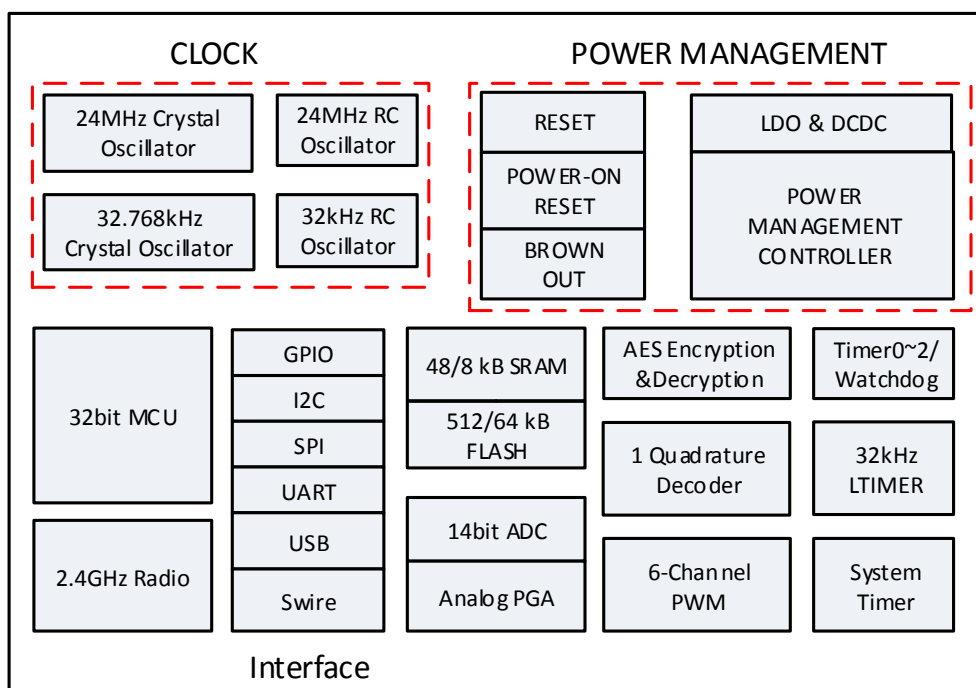 CLOCK
POWER MANAGEMENT
24MHz Crystal
Oscillator
24MHz RC
Oscillator
32.768kHz
Crystal Oscillator
32kHz RC
Oscillator
RESET
POWER-ON
RESET
BROWN
OUT
LDO & DCDC
POWER
MANAGEMENT
CONTROLLER
32bit MCU
2.4GHz Radio
GPIO
I2C
SPI
UART
USB
Swire
Interface
48/8 kB SRAM
512/64 kB
FLASH
14bit ADC
Analog PGA
AES Encryption
&Decryption
1 Quadrature
Decoder
6-Channel
PWM
Timer0~2/
Watchdog
32kHz
LTIMER
System
Timer